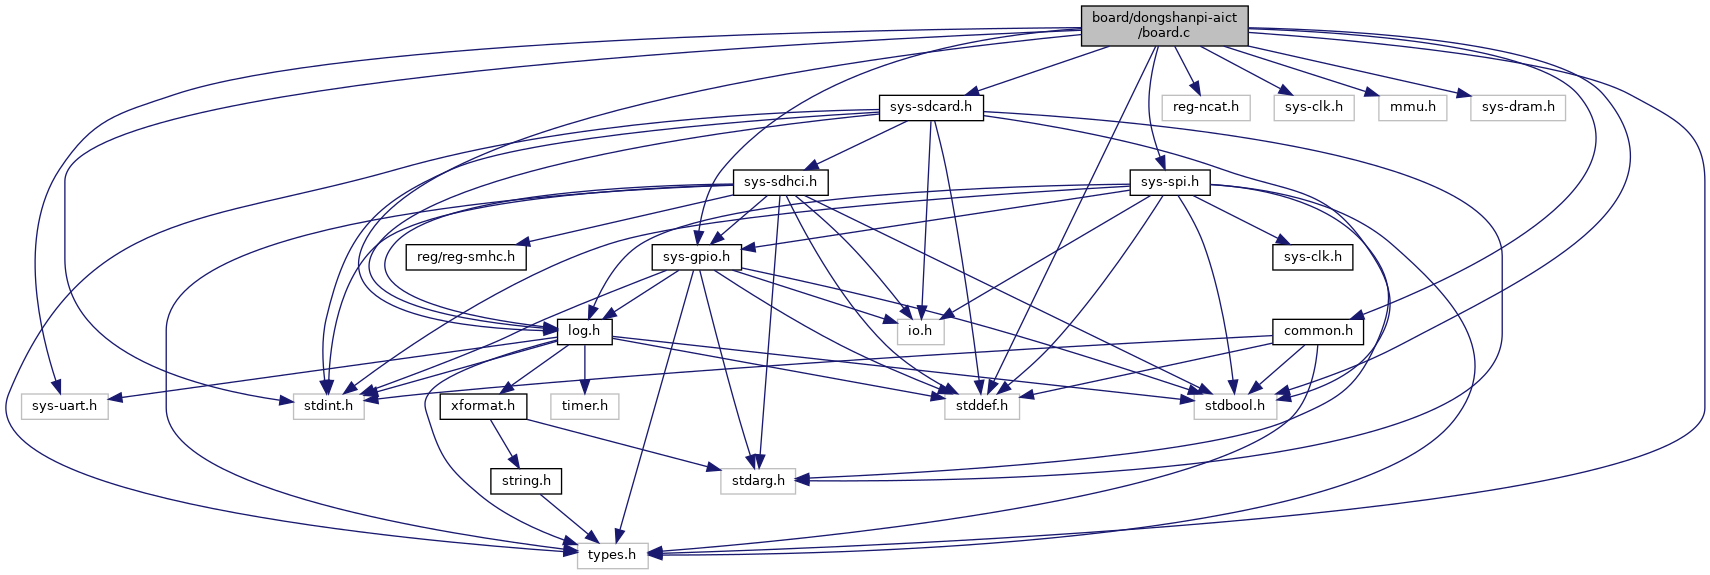 board/dongshanpi-aict
/board.c
sys-sdcard.h
reg-ncat.h
sys-clk.h
mmu.h
sys-dram.h
sys-sdhci.h
sys-spi.h
reg/reg-smhc.h
sys-gpio.h
sys-clk.h
log.h
io.h
common.h
sys-uart.h
stdint.h
xformat.h
timer.h
stddef.h
stdbool.h
string.h
stdarg.h
types.h